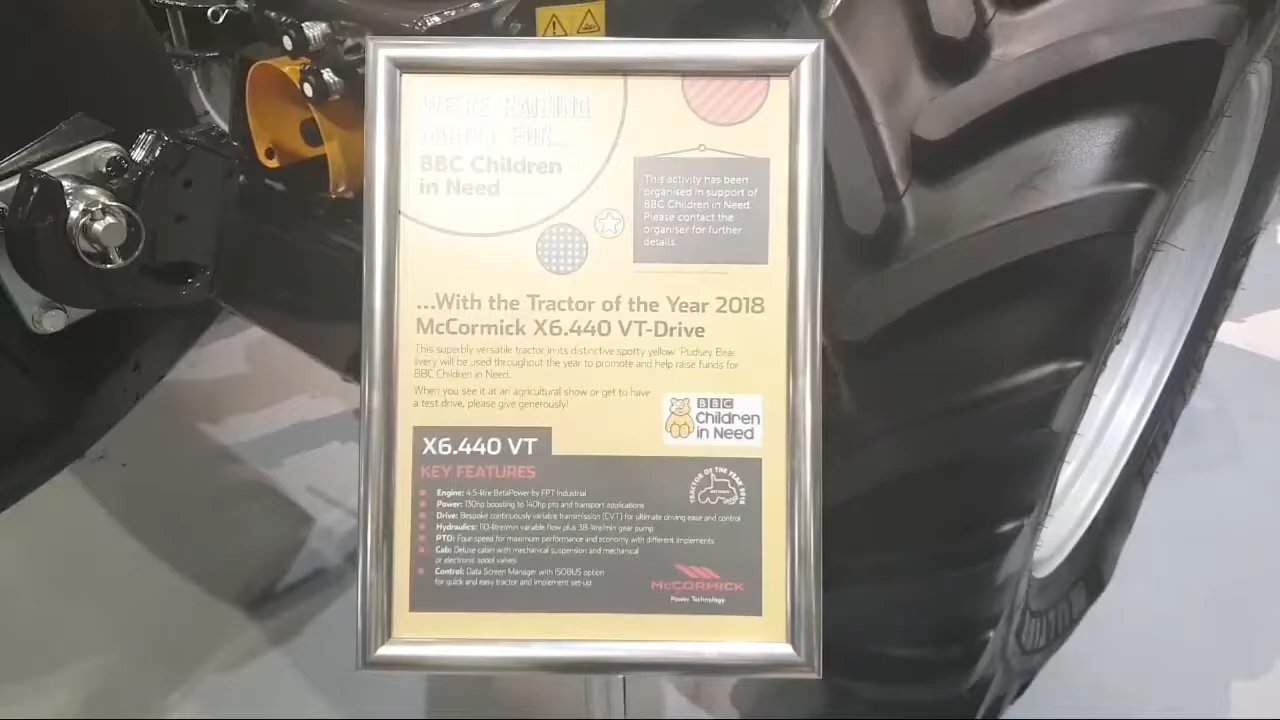 WE'RE RAISING
MONEY FOR...
BBC Children
in Need
This activity has been
organised in support of
BBC Children in Need.
Please contact the
organiser for further
details.
...With the Tractor of the Year 2018
McCormick X6.440 VT-Drive
This superbly versatile tractor in its distinctive spotty yellow 'Pudsey Bear'
livery will be used throughout the year to promote and help raise funds for
BBC Children in Need.
When you see it at an agricultural show or get to have
a test drive, please give generously!
BBC
Children
in Need
X6.440 VT
KEY FEATURES
TRACTOR OF THE YEAR 2018
Engine: 4.5-litre BetaPower by FPT Industrial
Power: 130hp boosting to 140hp pto and transport applications
Drive: Bespoke continuously variable transmission (CVT) for ultimate driving ease and control
Hydraulics: 110-litre/min variable flow plus 38-litre/min gear pump
PTO: Four-speed for maximum performance and economy with different implements
Cab: Deluxe cabin with mechanical suspension and mechanical
or electronic spool valves
Control: Data Screen Manager with ISOBUS option
for quick and easy tractor and implement set-up
McCORMICK
Power Technology